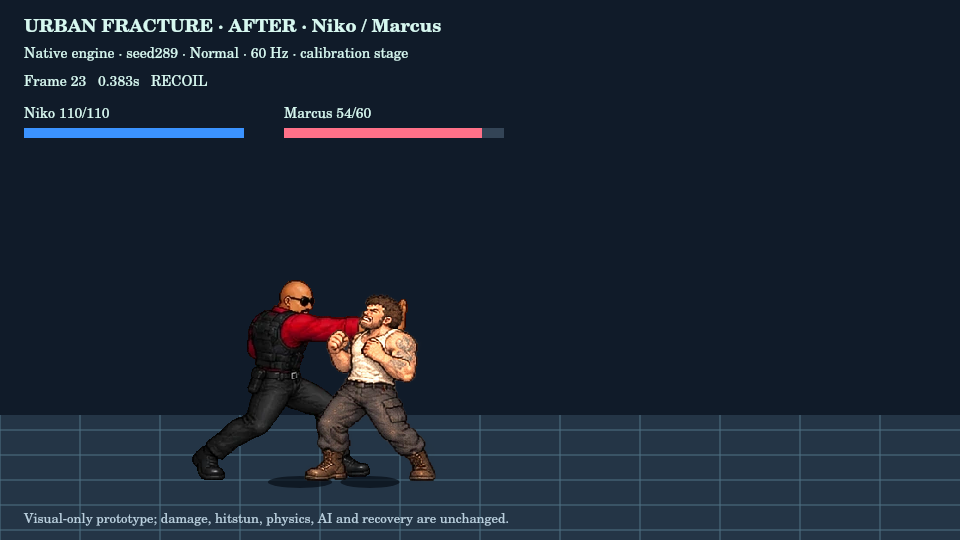 URBAN FRACTURE · AFTER · Niko / Marcus
Native engine · seed289 · Normal · 60 Hz · calibration stage
Frame 23   0.383s   RECOIL
Niko 110/110   Marcus 54/60
Visual-only prototype; damage, hitstun, physics, AI and recovery are unchanged.